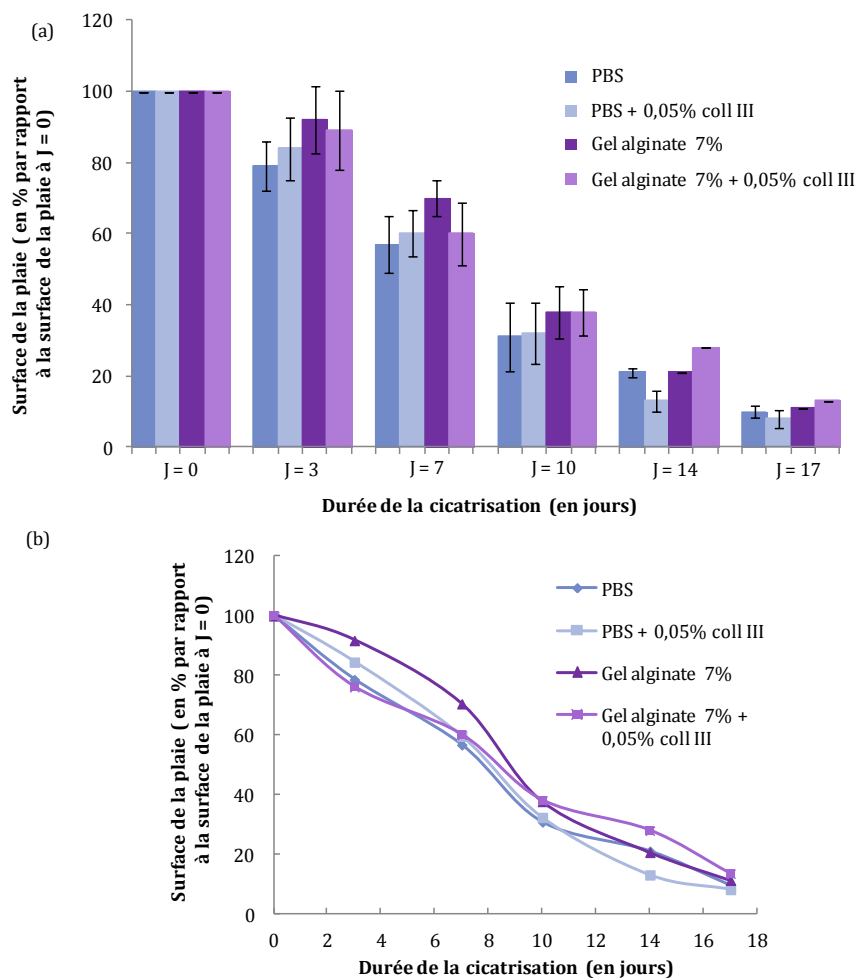 (a)
Surface de la plaie ( en % par rapport
à la surface de la plaie à J = 0)
120
100
80
60
40
20
0
PBS
PBS + 0,05% coll III
Gel alginate 7%
Gel alginate 7% + 0,05% coll III
J = 0
J = 3
J = 7
J = 10
J = 14
J = 17
Durée de la cicatrisation (en jours)
(b)
Surface de la plaie ( en % par rapport
à la surface de la plaie à J = 0)
120
100
80
60
40
20
0
PBS
PBS + 0,05% coll III
Gel alginate 7%
Gel alginate 7% +
0,05% coll III
0 2 4 6 8 10 12 14 16 18
Durée de la cicatrisation (en jours)